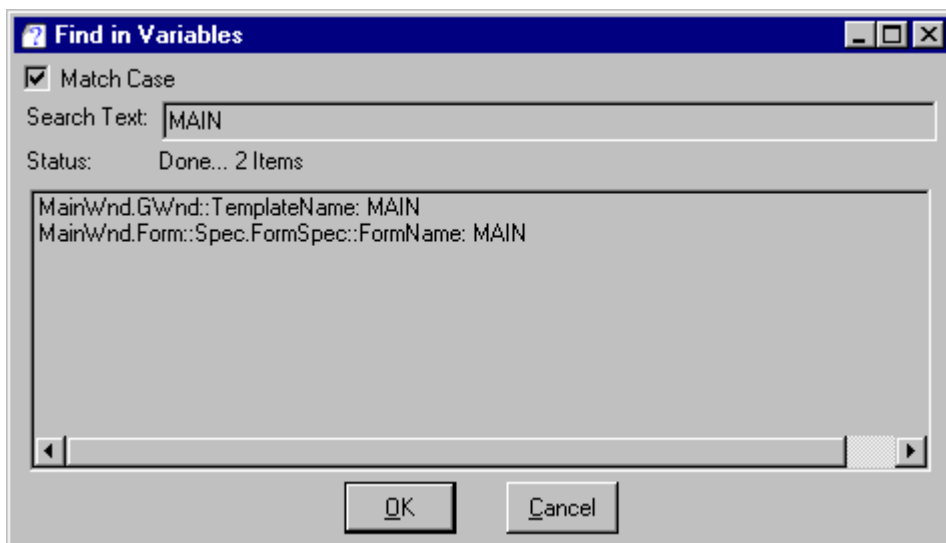 Find in Variables
Match Case
Search Text: MAIN
Status: Done... 2 Items
MainWnd.GWnd::TemplateName: MAIN
MainWnd.Form::Spec.FormSpec::FormName: MAIN
OK Cancel